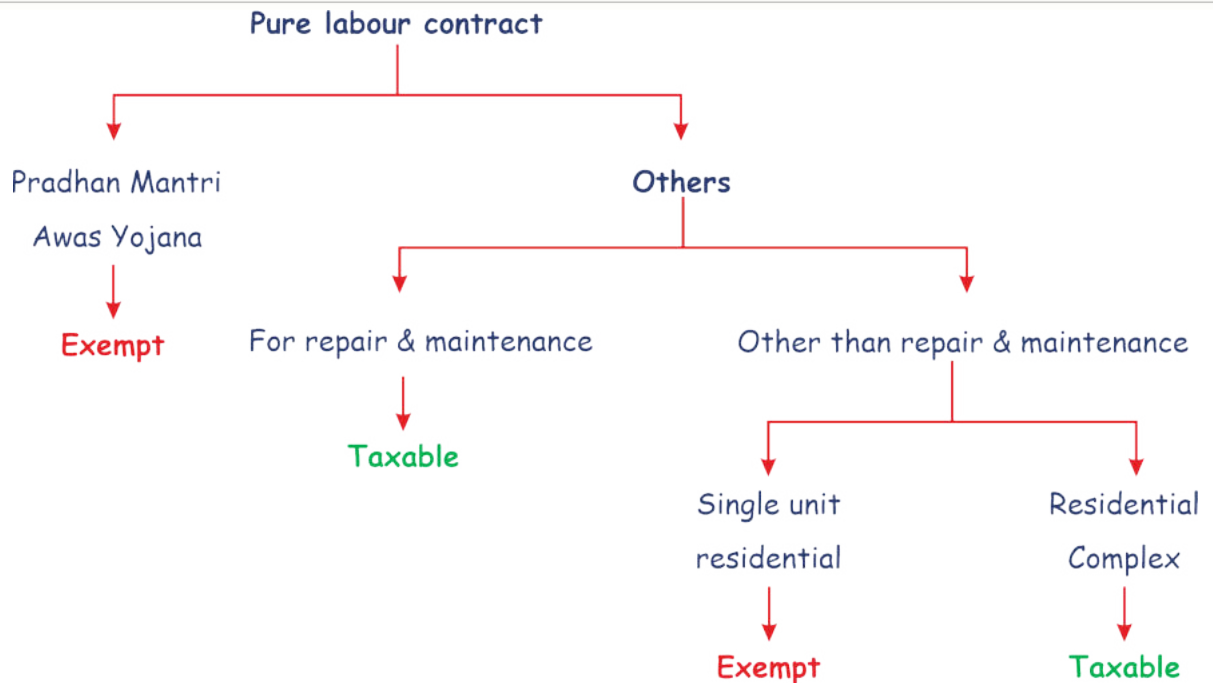 Pure labour contract
Pradhan Mantri
Awas Yojana
Exempt
Others
For repair & maintenance
Taxable
Other than repair & maintenance
Single unit
residential
Exempt
Residential
Complex
Taxable